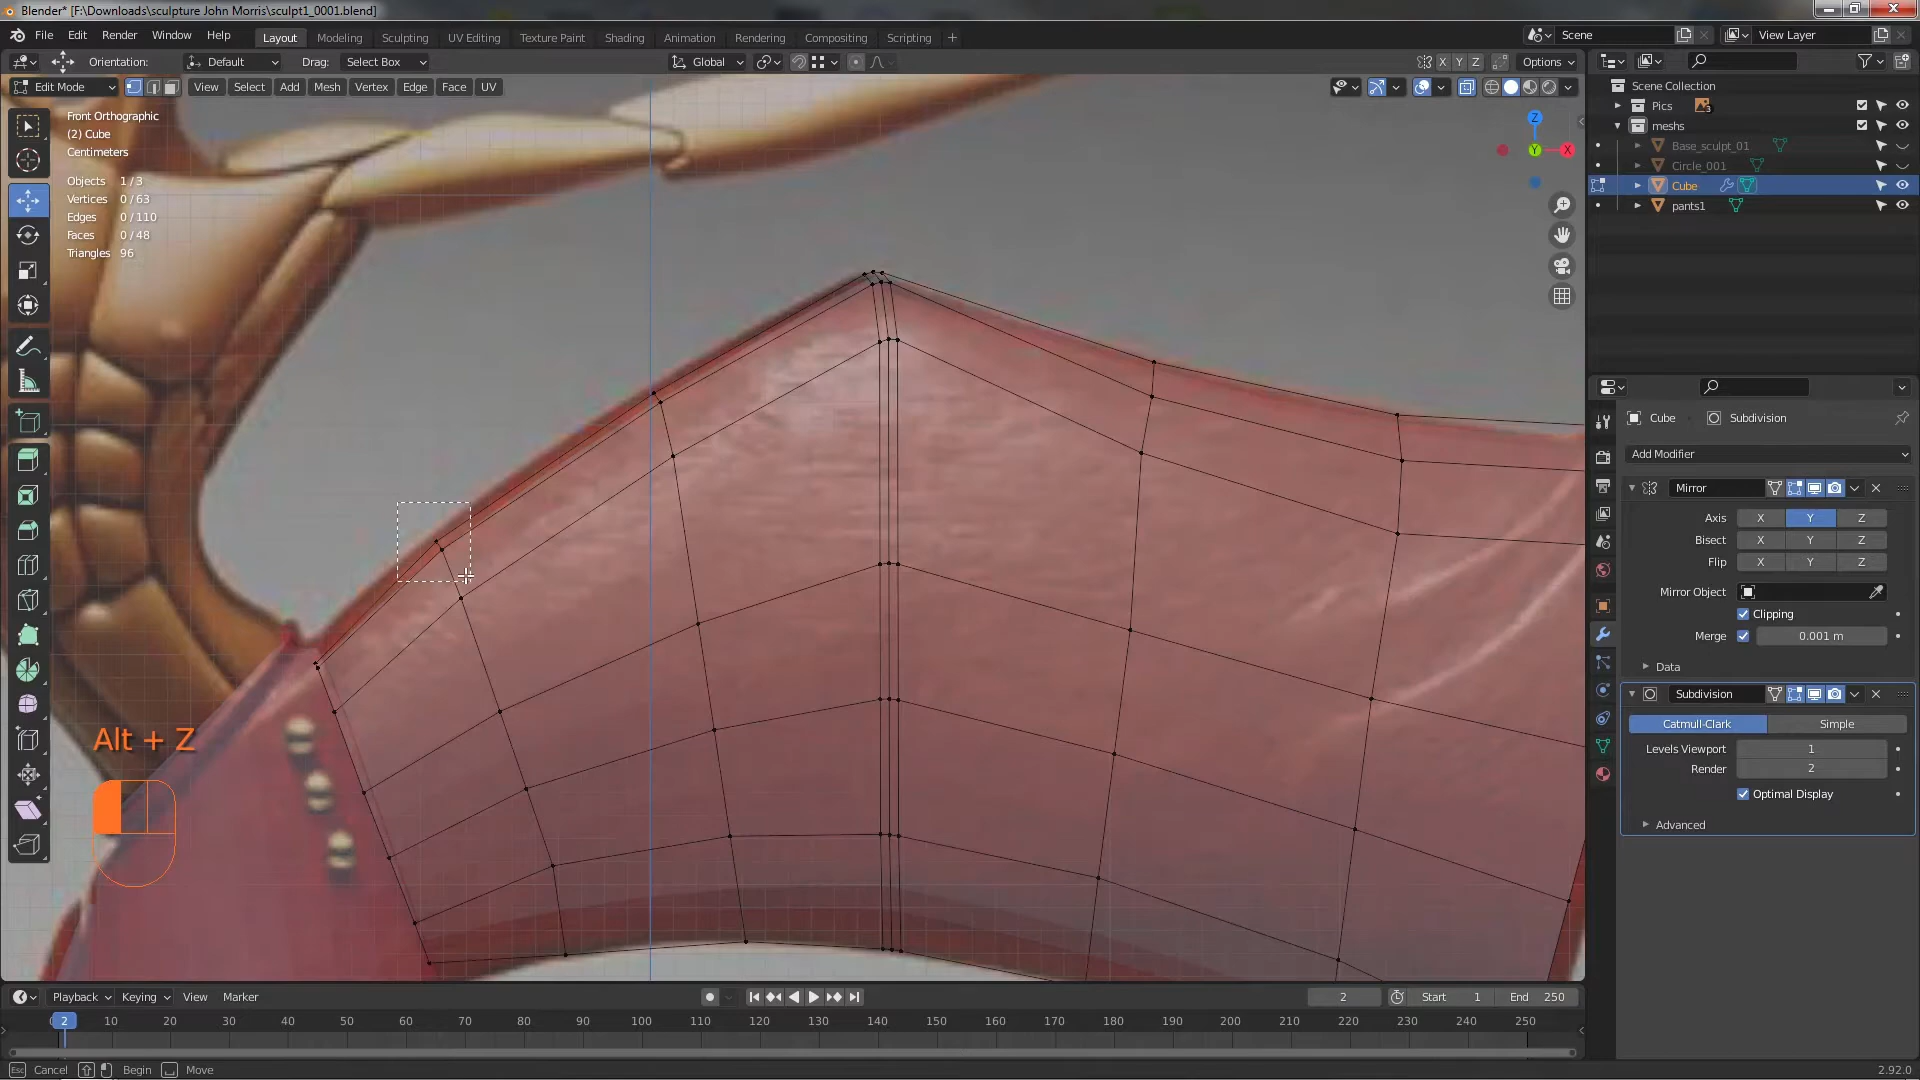 Blender* [F:\Downloads\sculpture John Morris\sculpt1_0001.blend]
File Edit Render Window Help Layout Modeling Sculpting UV Editing Texture Paint Shading Animation Rendering Compositing Scripting + Scene View Layer
Orientation: Default Drag: Select Box Global X Y Z Options
Edit Mode View Select Add Mesh Vertex Edge Face UV
Front Orthographic
(2) Cube
Centimeters
Objects 1/3
Vertices 0/63
Edges 0/110
Faces 0/48
Triangles 96
Z
Y
X
Alt + Z
Scene Collection
Pics 3
meshs
Base_sculpt_01
Circle_001
Cube
pants1
Cube Subdivision
Add Modifier
Mirror
Axis X Y Z
Bisect X Y Z
Flip X Y Z
Mirror Object
Clipping
Merge 0.001 m
Data
Subdivision
Catmull-Clark Simple
Levels Viewport 1
Render 2
Optimal Display
Advanced
Playback Keying View Marker 2 Start 1 End 250
2 10 20 30 40 50 60 70 80 90 100 110 120 130 140 150 160 170 180 190 200 210 220 230 240 250
Esc Cancel Begin Move 2.92.0